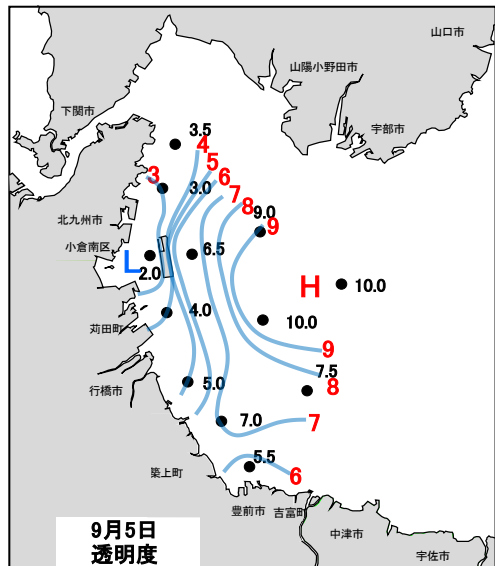 山口市
山陽小野田市
下関市
宇部市
3.5
4
5
3
6
3.0
7
8
9.0
北九州市
9
小倉南区
6.5
L
2.0
H
10.0
4.0
10.0
苅田町
9
7.5
5.0
8
行橋市
7.0
7
5.5
築上町
6
豊前市
吉富町
中津市
宇佐市
9月5日
透明度